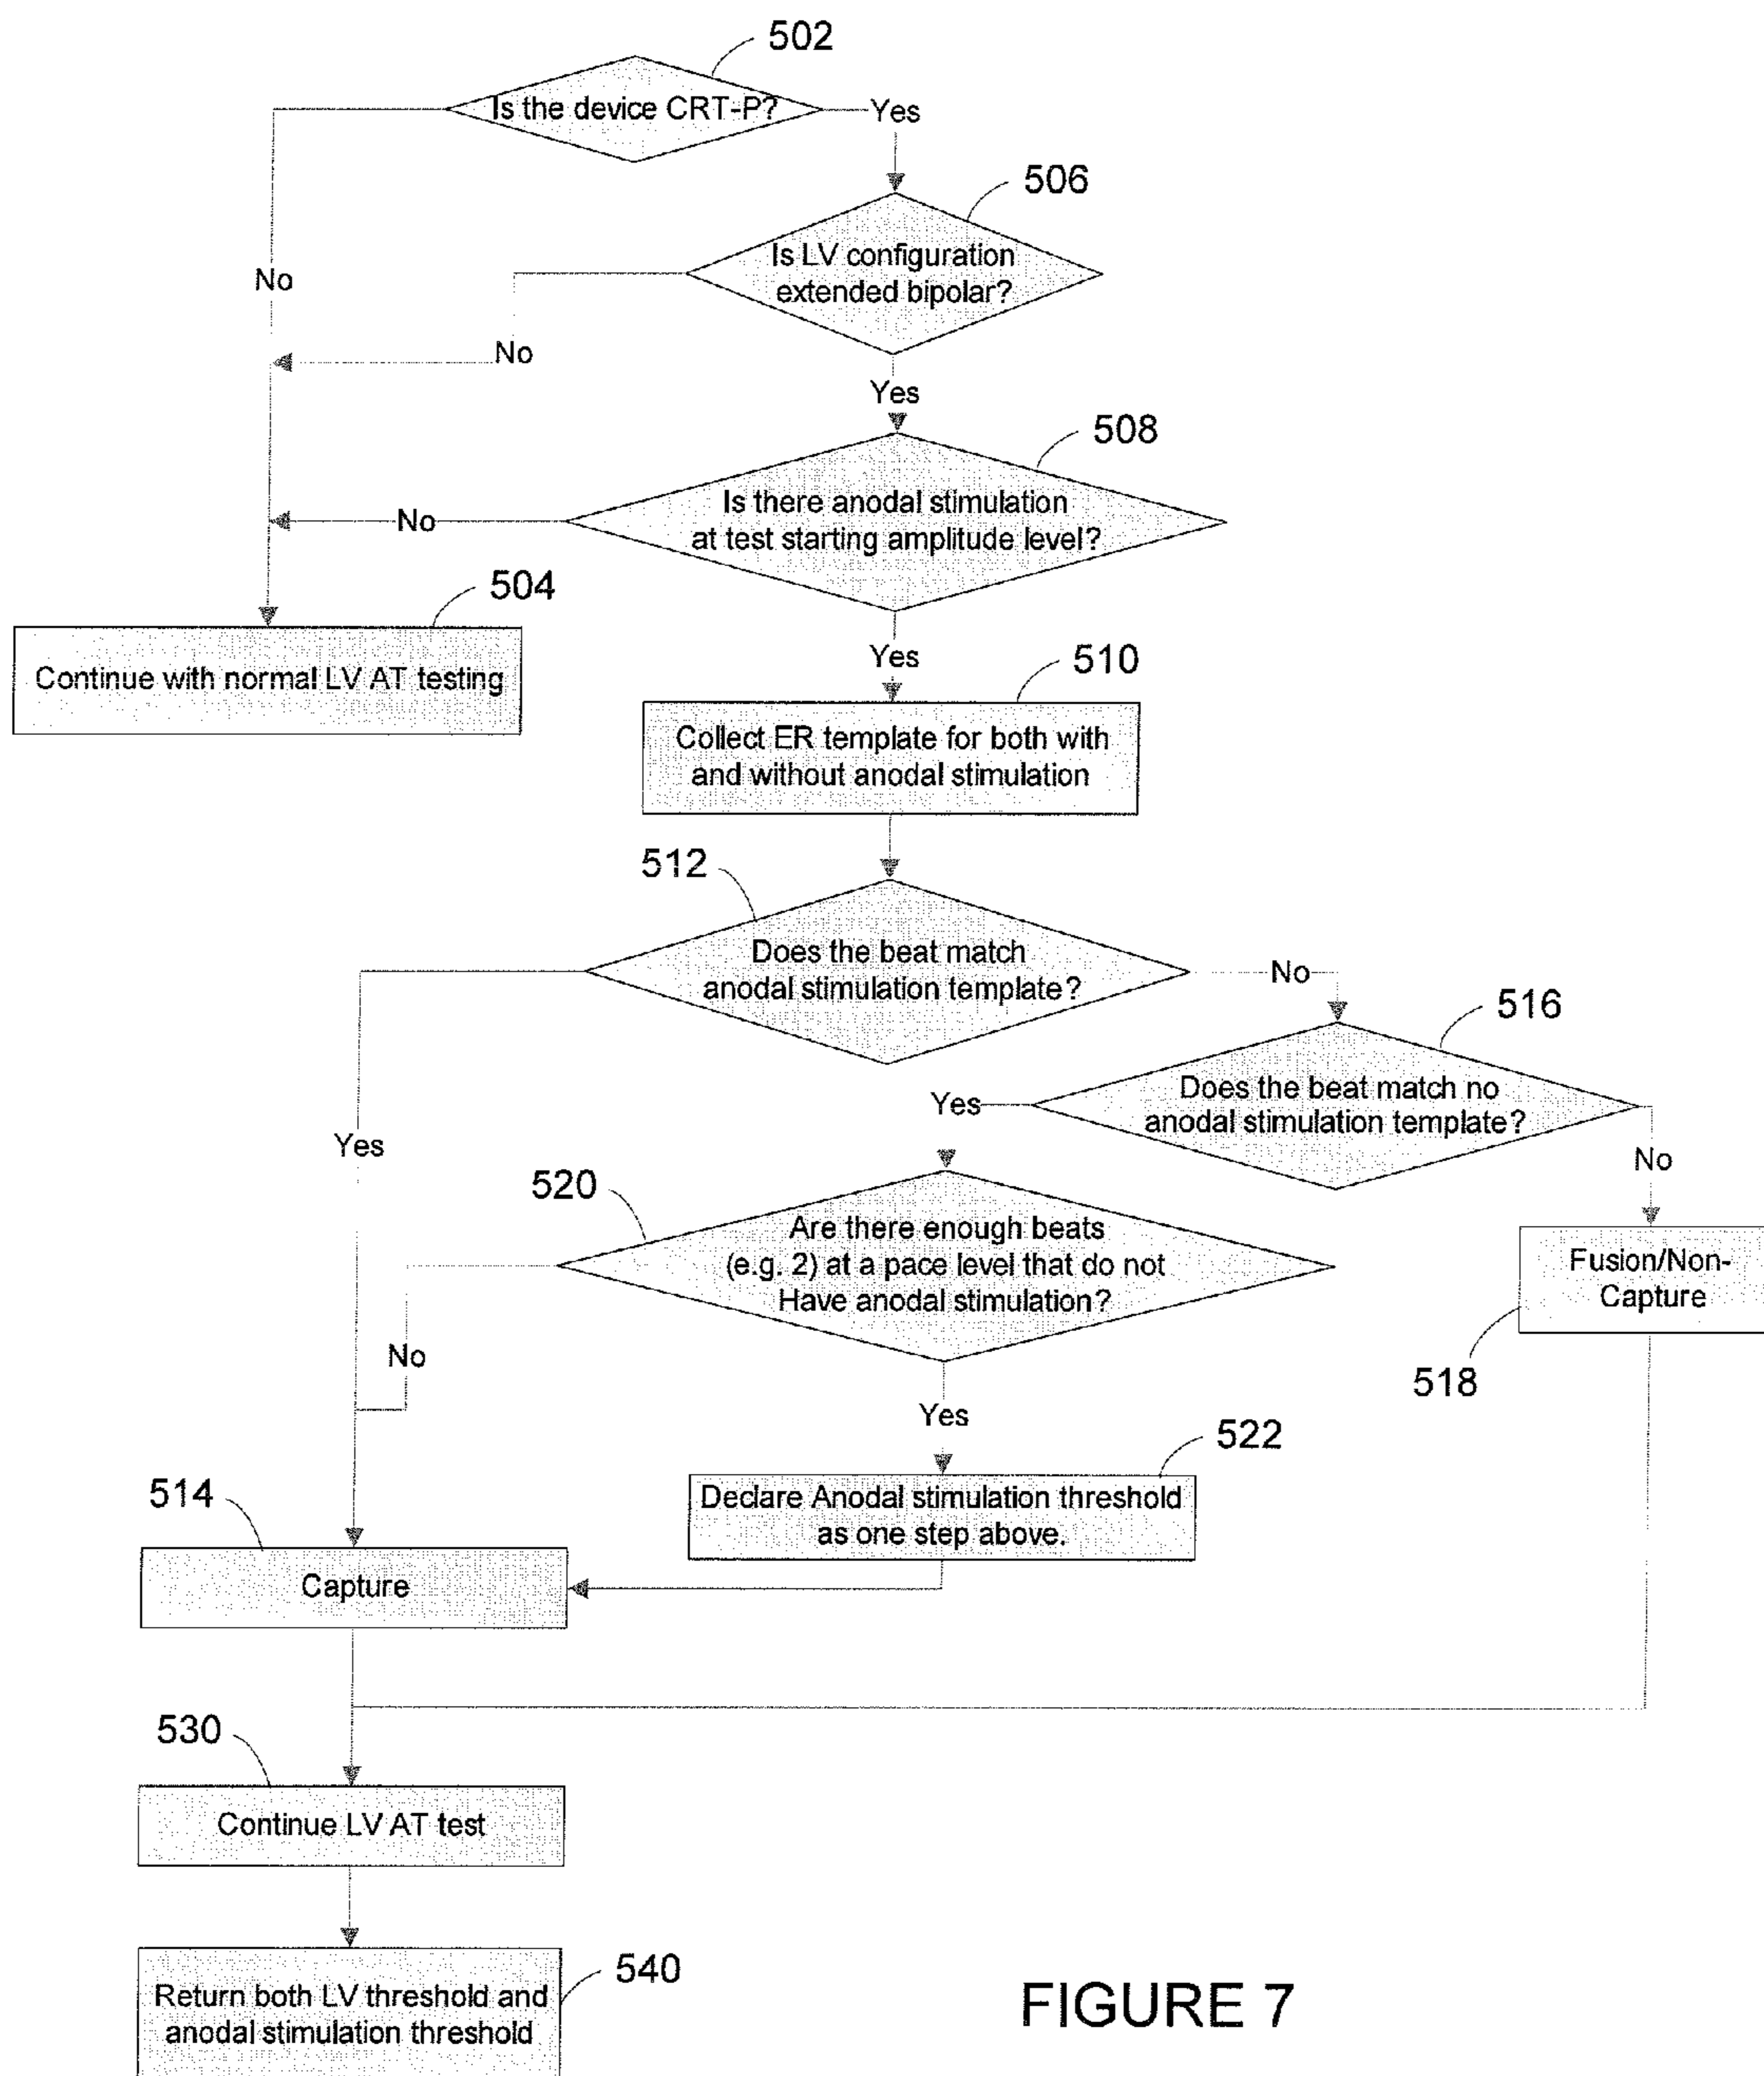 502
Is the device CRT-P?
Yes
506
Is LV configuration
extended bipolar?
No
No
Yes
508
Is there anodal stimulation
at test starting amplitude level?
No
504
Continue with normal LV AT testing
Yes
510
Collect ER template for both with
and without anodal stimulation
512
Does the beat match
anodal stimulation template?
No
516
Does the beat match no
anodal stimulation template?
Yes
Yes
No
520
Are there enough beats
(e.g. 2) at a pace level that do not
Have anodal stimulation?
Fusion/Non-
Capture
518
No
Yes
522
Declare Anodal stimulation threshold
as one step above.
514
Capture
530
Continue LV AT test
540
Return both LV threshold and
anodal stimulation threshold
FIGURE 7